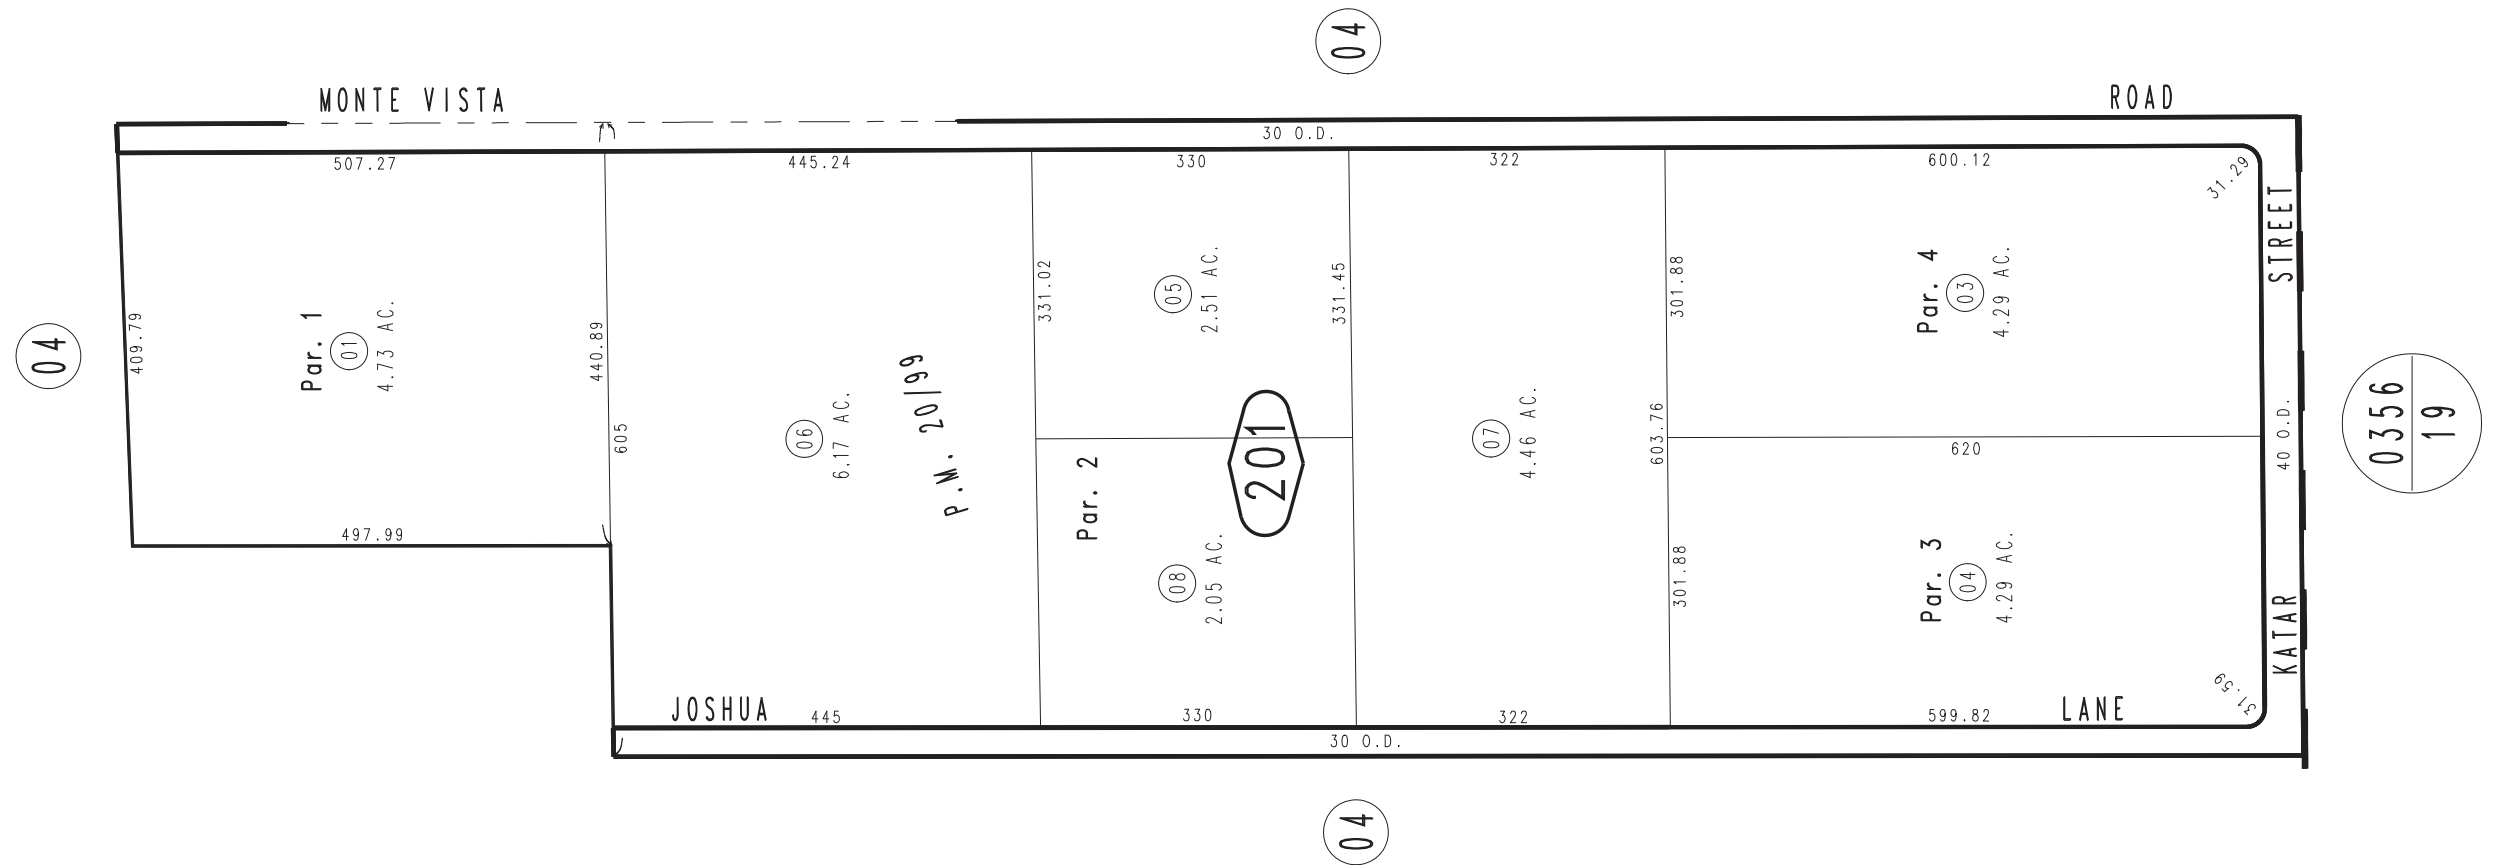 04
MONTE VISTA
ROAD
30 O.D.
507.27
445.24
330
322
600.12
31.29
409.79
Par. 1
01
4.73 AC.
440.89
605
497.99
04
06
6.17 AC.
P.M. 20/99
331.02
05
2.51 AC.
331.45
Par. 2
201
08
2.05 AC.
07
4.46 AC.
603.76
301.88
301.88
Par. 4
03
4.29 AC.
620
Par. 3
04
4.29 AC.
KATAR STREET
40 O.D.
0356
19
31.59
JOSHUA
LANE
445
330
322
599.82
30 O.D.
04